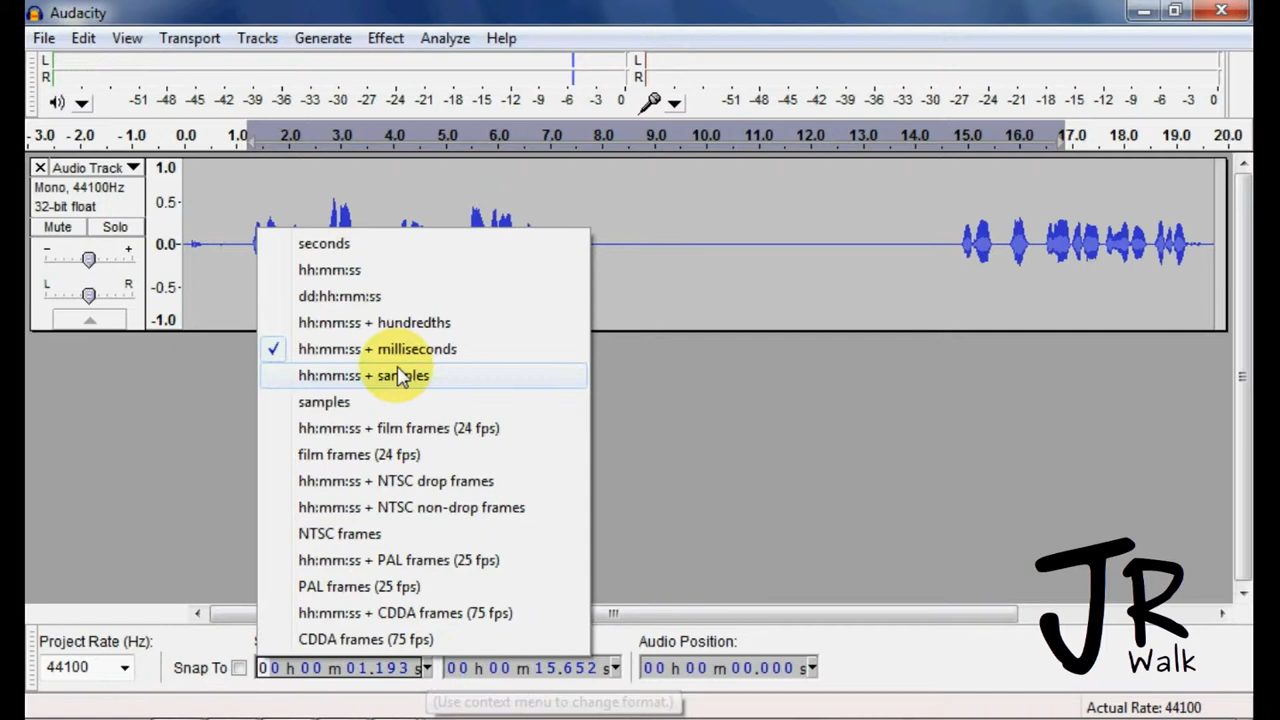 Audacity
File Edit View Transport Tracks Generate Effect Analyze Help
L
R
-51 -48 -45 -42 -39 -36 -33 -30 -27 -24 -21 -18 -15 -12 -9 -6 -3 0
L
R
-51 -48 -45 -42 -39 -36 -33 -30 -27 -24 -21 -18 -15 -12 -9 -6 -3 0
- 3.0 -2.0 -1.0 0.0 1.0 2.0 3.0 4.0 5.0 6.0 7.0 8.0 9.0 10.0 11.0 12.0 13.0 14.0 15.0 16.0 17.0 18.0 19.0 20.0
Audio Track
Mono, 44100Hz
32-bit float
Mute Solo
- +
L R
1.0
0.5
0.0
-0.5
-1.0
seconds
hh:mm:ss
dd:hh:mm:ss
hh:mm:ss + hundredths
hh:mm:ss + milliseconds
hh:mm:ss + samples
samples
hh:mm:ss + film frames (24 fps)
film frames (24 fps)
hh:mm:ss + NTSC drop frames
hh:mm:ss + NTSC non-drop frames
NTSC frames
hh:mm:ss + PAL frames (25 fps)
PAL frames (25 fps)
hh:mm:ss + CDDA frames (75 fps)
CDDA frames (75 fps)
Project Rate (Hz):
44100
Snap To
00 h 00 m 01.193 s
00 h 00 m 15.652 s
Audio Position:
00 h 00 m 00.000 s
(Use context menu to change format.)
Actual Rate: 44100
JR
Walk